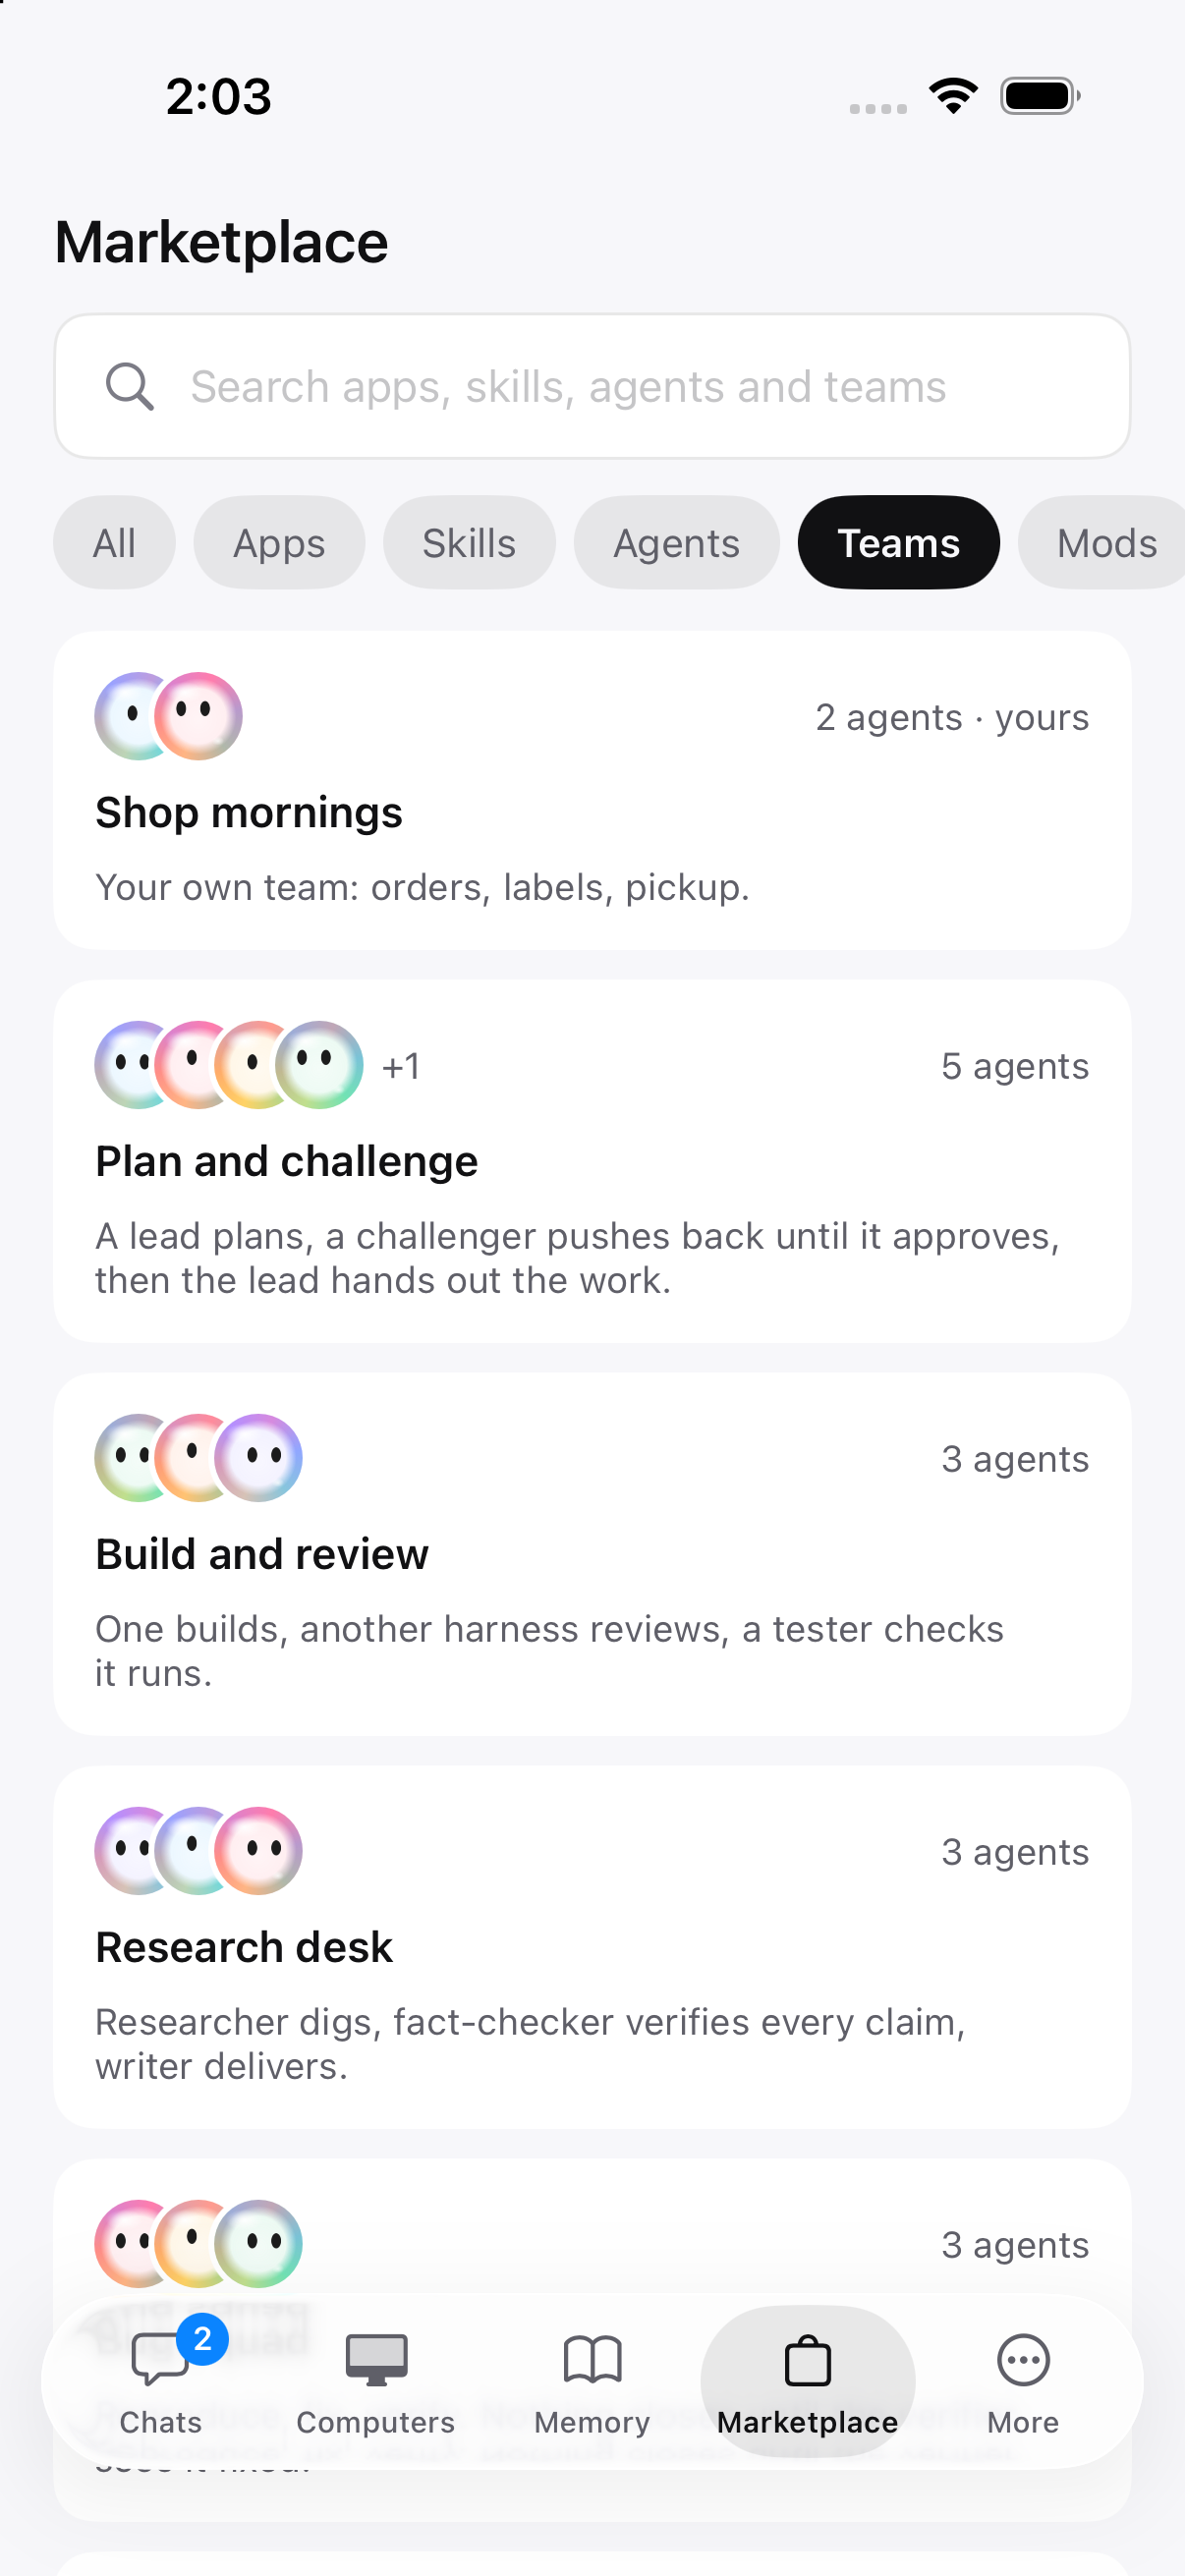 2:03
Marketplace
Search apps, skills, agents and teams
All
Apps
Skills
Agents
Teams
Mods
2 agents · yours
Shop mornings
Your own team: orders, labels, pickup.
+1
5 agents
Plan and challenge
A lead plans, a challenger pushes back until it approves,
then the lead hands out the work.
3 agents
Build and review
One builds, another harness reviews, a tester checks
it runs.
3 agents
Research desk
Researcher digs, fact-checker verifies every claim,
writer delivers.
3 agents
2
Chats
Computers
Memory
Marketplace
More